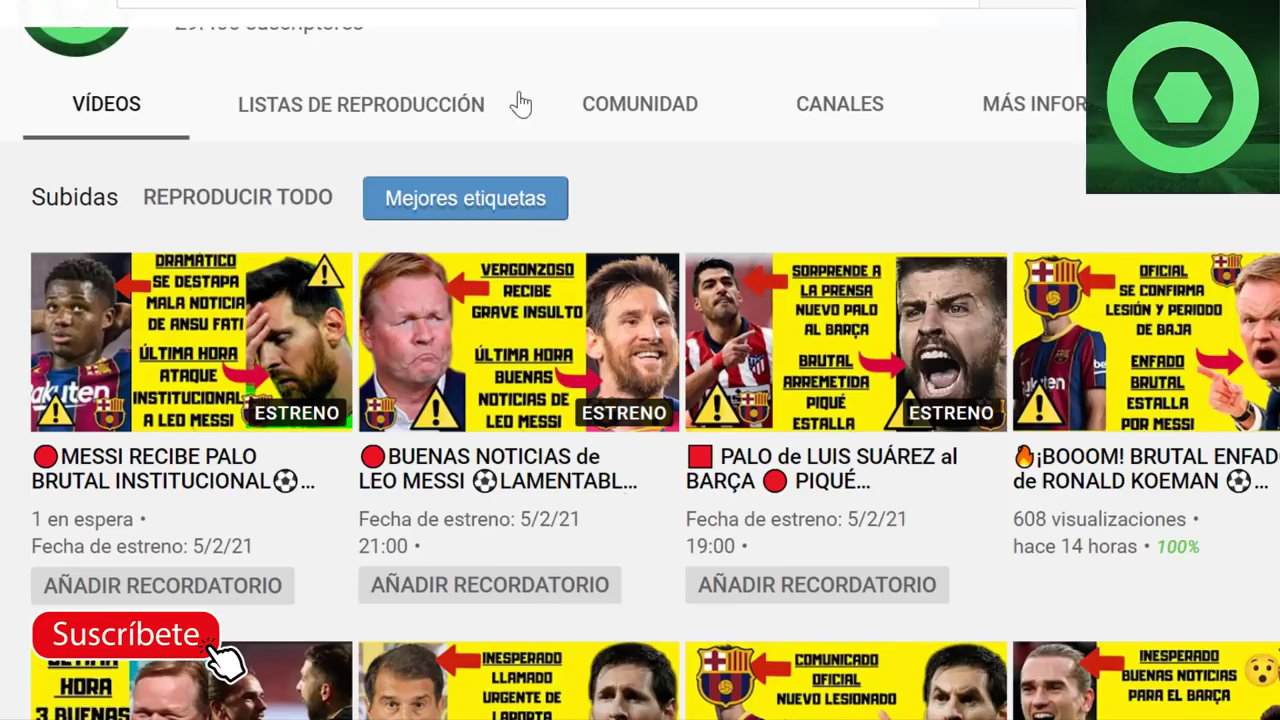 29.400 suscriptores
VÍDEOS
LISTAS DE REPRODUCCIÓN
COMUNIDAD
CANALES
MÁS INFOR
Subidas
REPRODUCIR TODO
Mejores etiquetas
DRAMÁTICO
SE DESTAPA
MALA NOTICIA
DE ANSU FATI
ÚLTIMA HORA
ATAQUE
INSTITUCIONAL
A LEO MESSI
ESTRENO
VERGONZOSO
RECIBE
GRAVE INSULTO
ÚLTIMA HORA
BUENAS
NOTICIAS DE
LEO MESSI
ESTRENO
SORPRENDE A
LA PRENSA
NUEVO PALO
AL BARÇA
BRUTAL
ARREMETIDA
PIQUÉ
ESTALLA
ESTRENO
OFICIAL
SE CONFIRMA
LESIÓN Y PERIODO
DE BAJA
ENFADO
BRUTAL
ESTALLA
POR MESSI
🔴MESSI RECIBE PALO
BRUTAL INSTITUCIONAL⚽...
1 en espera •
Fecha de estreno: 5/2/21
AÑADIR RECORDATORIO
🔴BUENAS NOTICIAS de
LEO MESSI ⚽LAMENTABL...
Fecha de estreno: 5/2/21
21:00 •
AÑADIR RECORDATORIO
🟥 PALO de LUIS SUÁREZ al
BARÇA 🔴 PIQUÉ...
Fecha de estreno: 5/2/21
19:00 •
AÑADIR RECORDATORIO
🔥¡BOOOM! BRUTAL ENFAD
de RONALD KOEMAN ⚽...
608 visualizaciones •
hace 14 horas • 100%
Suscríbete
ÚLTIMA
HORA
3 BUENAS
INESPERADO
LLAMADO
URGENTE DE
LAPORTA
COMUNICADO
OFICIAL
NUEVO LESIONADO
INESPERADO
BUENAS NOTICIAS
PARA EL BARÇA